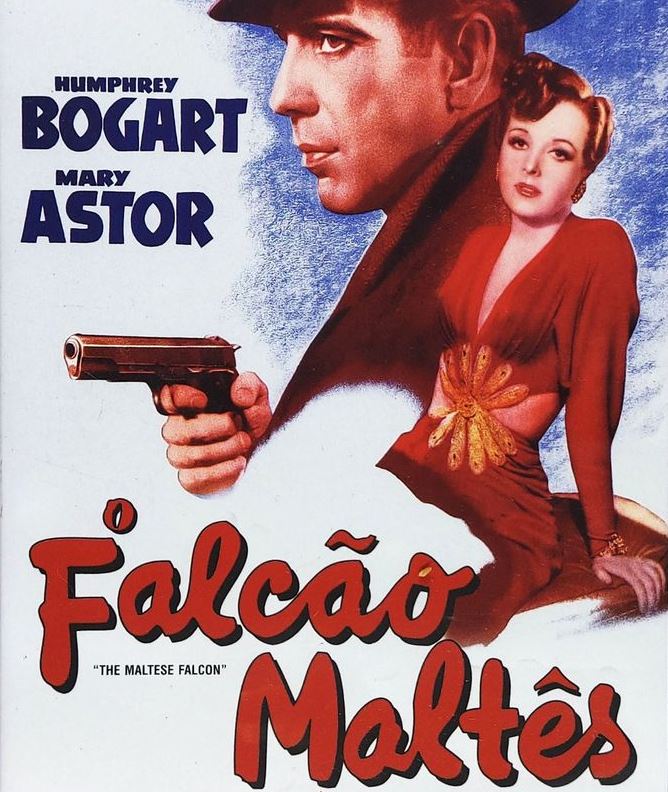 HUMPHREY
BOGART
MARY
ASTOR
O
Falcão
"THE MALTESE FALCON"
Maltês